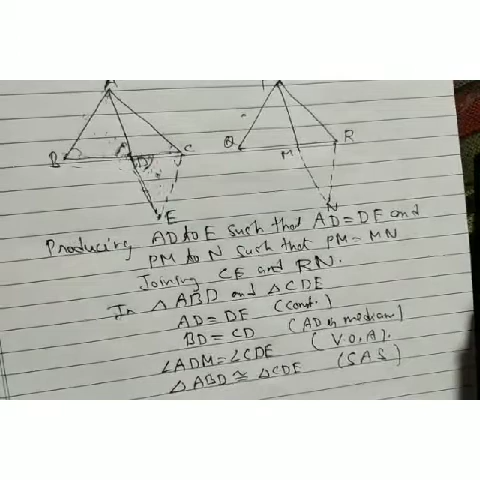 A P
B D C Q M R
E N
Producing AD to E such that AD = DE and
PM to N such that PM = MN
Joining CE and RN.
In △ ABD and △CDE
AD = DE (Const.)
BD = CD (AD is median)
∠ADM = ∠CDE (V.O.A).
△ ABD ≅ △CDE (SAS)